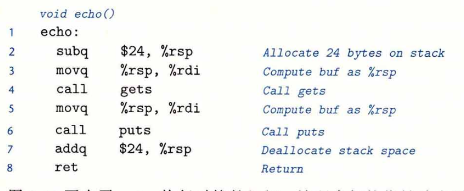 void echo()
1 echo:
2 subq $24, %rsp Allocate 24 bytes on stack
3 movq %rsp, %rdi Compute buf as %rsp
4 call gets Call gets
5 movq %rsp, %rdi Compute buf as %rsp
6 call puts Call puts
7 addq $24, %rsp Deallocate stack space
8 ret Return